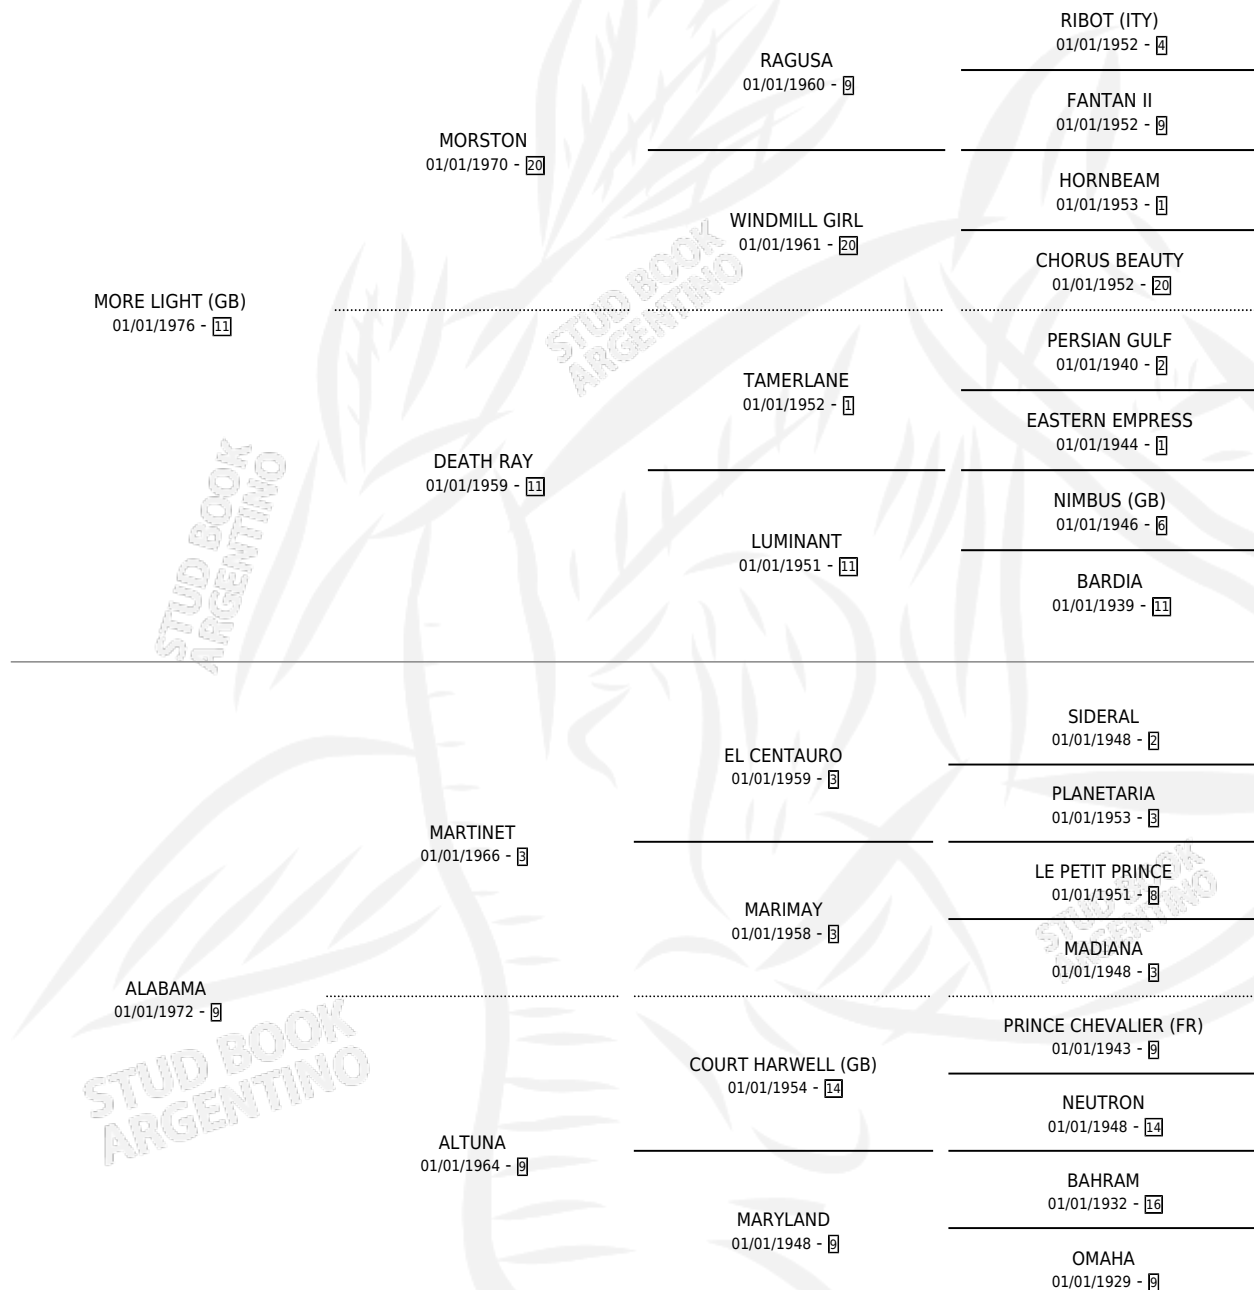 RIBOT (ITY)
01/01/1952 - 4
RAGUSA
01/01/1960 - 9
FANTAN II
01/01/1952 - 9
MORSTON
01/01/1970 - 20
HORNBEAM
01/01/1953 - 1
WINDMILL GIRL
01/01/1961 - 20
CHORUS BEAUTY
01/01/1952 - 20
MORE LIGHT (GB)
01/01/1976 - 11
PERSIAN GULF
01/01/1940 - 2
TAMERLANE
01/01/1952 - 1
EASTERN EMPRESS
01/01/1944 - 1
DEATH RAY
01/01/1959 - 11
NIMBUS (GB)
01/01/1946 - 6
LUMINANT
01/01/1951 - 11
BARDIA
01/01/1939 - 11
SIDERAL
01/01/1948 - 2
EL CENTAURO
01/01/1959 - 3
PLANETARIA
01/01/1953 - 3
MARTINET
01/01/1966 - 3
LE PETIT PRINCE
01/01/1951 - 8
MARIMAY
01/01/1958 - 3
MADIANA
01/01/1948 - 3
ALABAMA
01/01/1972 - 9
PRINCE CHEVALIER (FR)
01/01/1943 - 9
COURT HARWELL (GB)
01/01/1954 - 14
NEUTRON
01/01/1948 - 14
ALTUNA
01/01/1964 - 9
BAHRAM
01/01/1932 - 16
MARYLAND
01/01/1948 - 9
OMAHA
01/01/1929 - 9
STUD BOOK
ARGENTINO
STUD BOOK
ARGENTINO
STUD BOOK
ARGENTINO
STUD BOOK
ARGENTINO